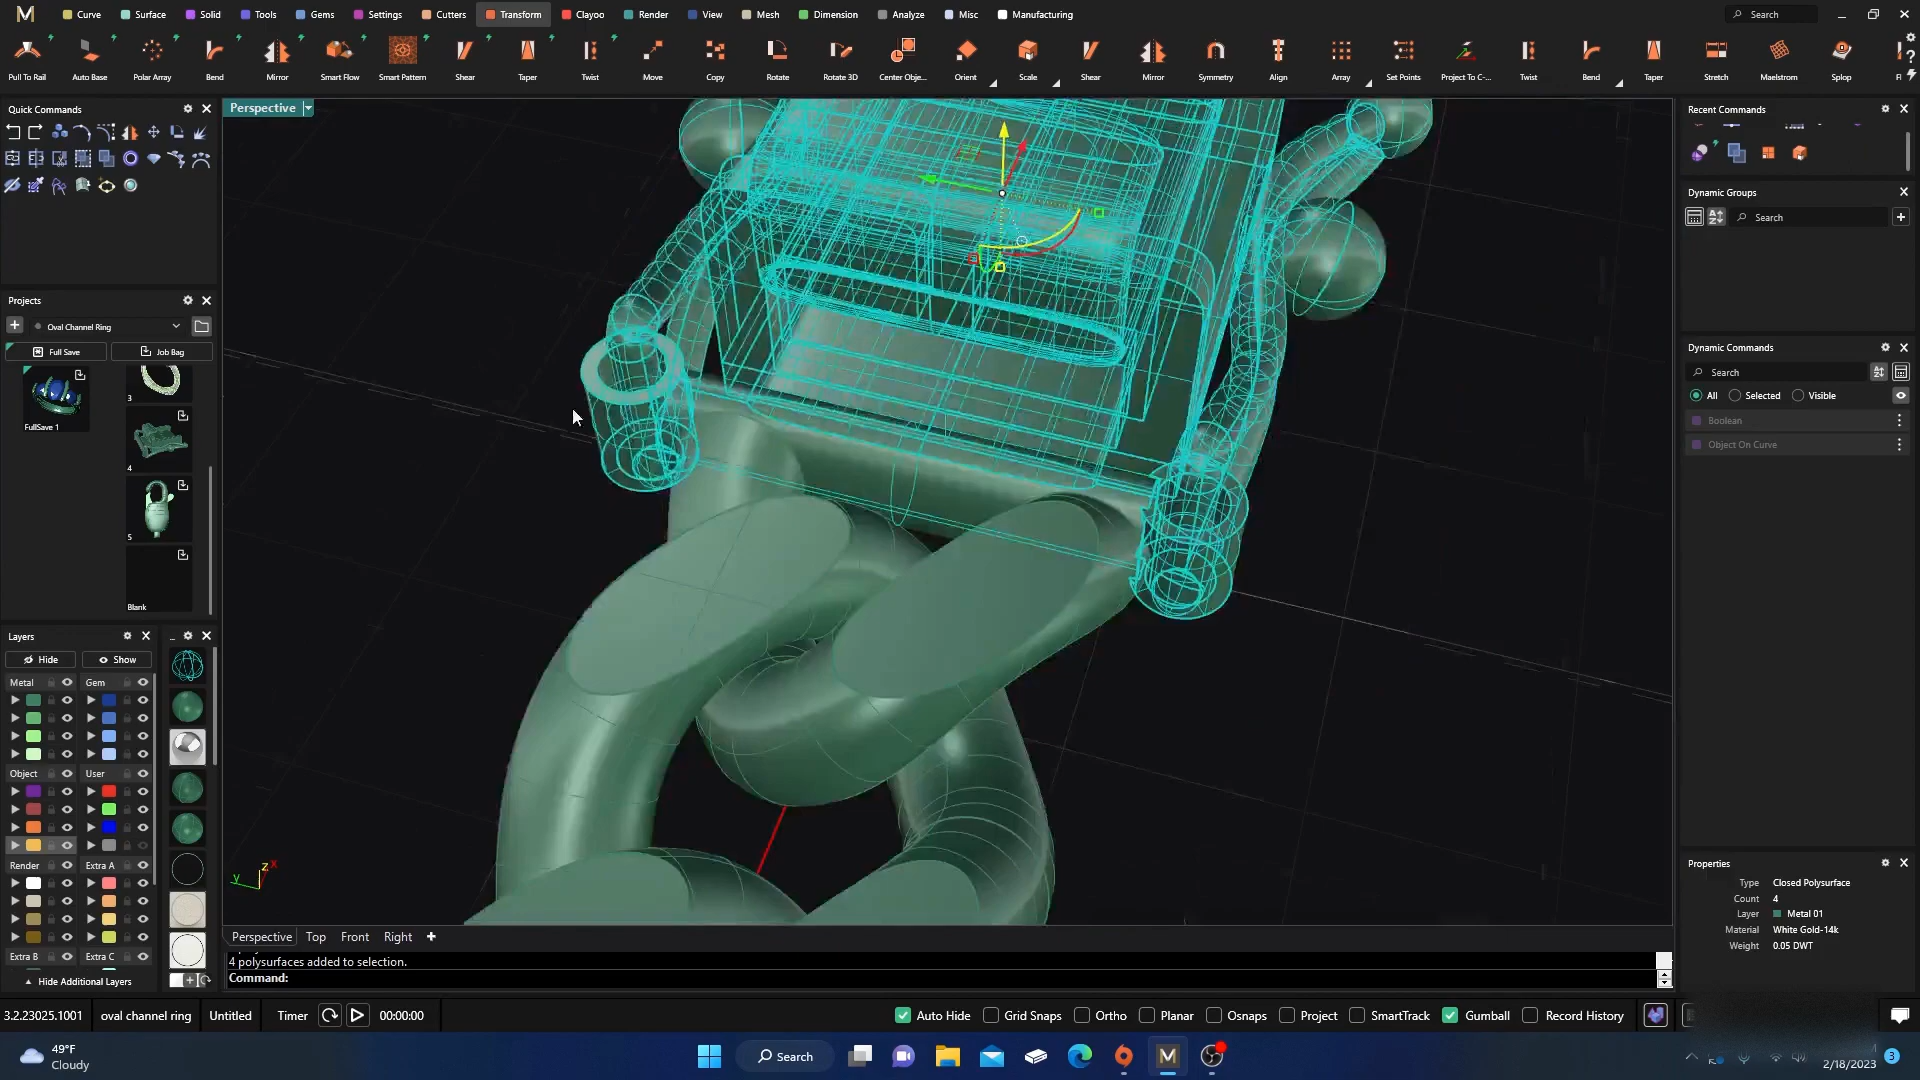 Curve Surface Solid Tools Gems Settings Cutters Transform Clayoo Render View Mesh Dimension Analyze Misc Manufacturing Search
Pull To Rail Auto Base Polar Array Bend Mirror Smart Flow Smart Pattern Shear Taper Twist Move Copy Rotate Rotate 3D Center Obje... Orient Scale Shear Mirror Symmetry Align Array Set Points Project To C-... Twist Bend Taper Stretch Maelstrom Splop
Quick Commands
Perspective
Projects
Oval Channel Ring
Full Save Job Bag
3
FullSave 1
4
5
Blank
Layers
Hide Show
Metal Gem
Object User
Render Extra A
Extra B Extra C
Hide Additional Layers
z x
y
Perspective Top Front Right
4 polysurfaces added to selection.
Command:
Recent Commands
Dynamic Groups
Search
Dynamic Commands
Search
All Selected Visible
Boolean
Object On Curve
Properties
Type Closed Polysurface
Count 4
Layer Metal 01
Material White Gold-14k
Weight 0.05 DWT
3.2.23025.1001 oval channel ring Untitled Timer 00:00:00 Auto Hide Grid Snaps Ortho Planar Osnaps Project SmartTrack Gumball Record History
49°F
Cloudy
Search
2/18/2023 3